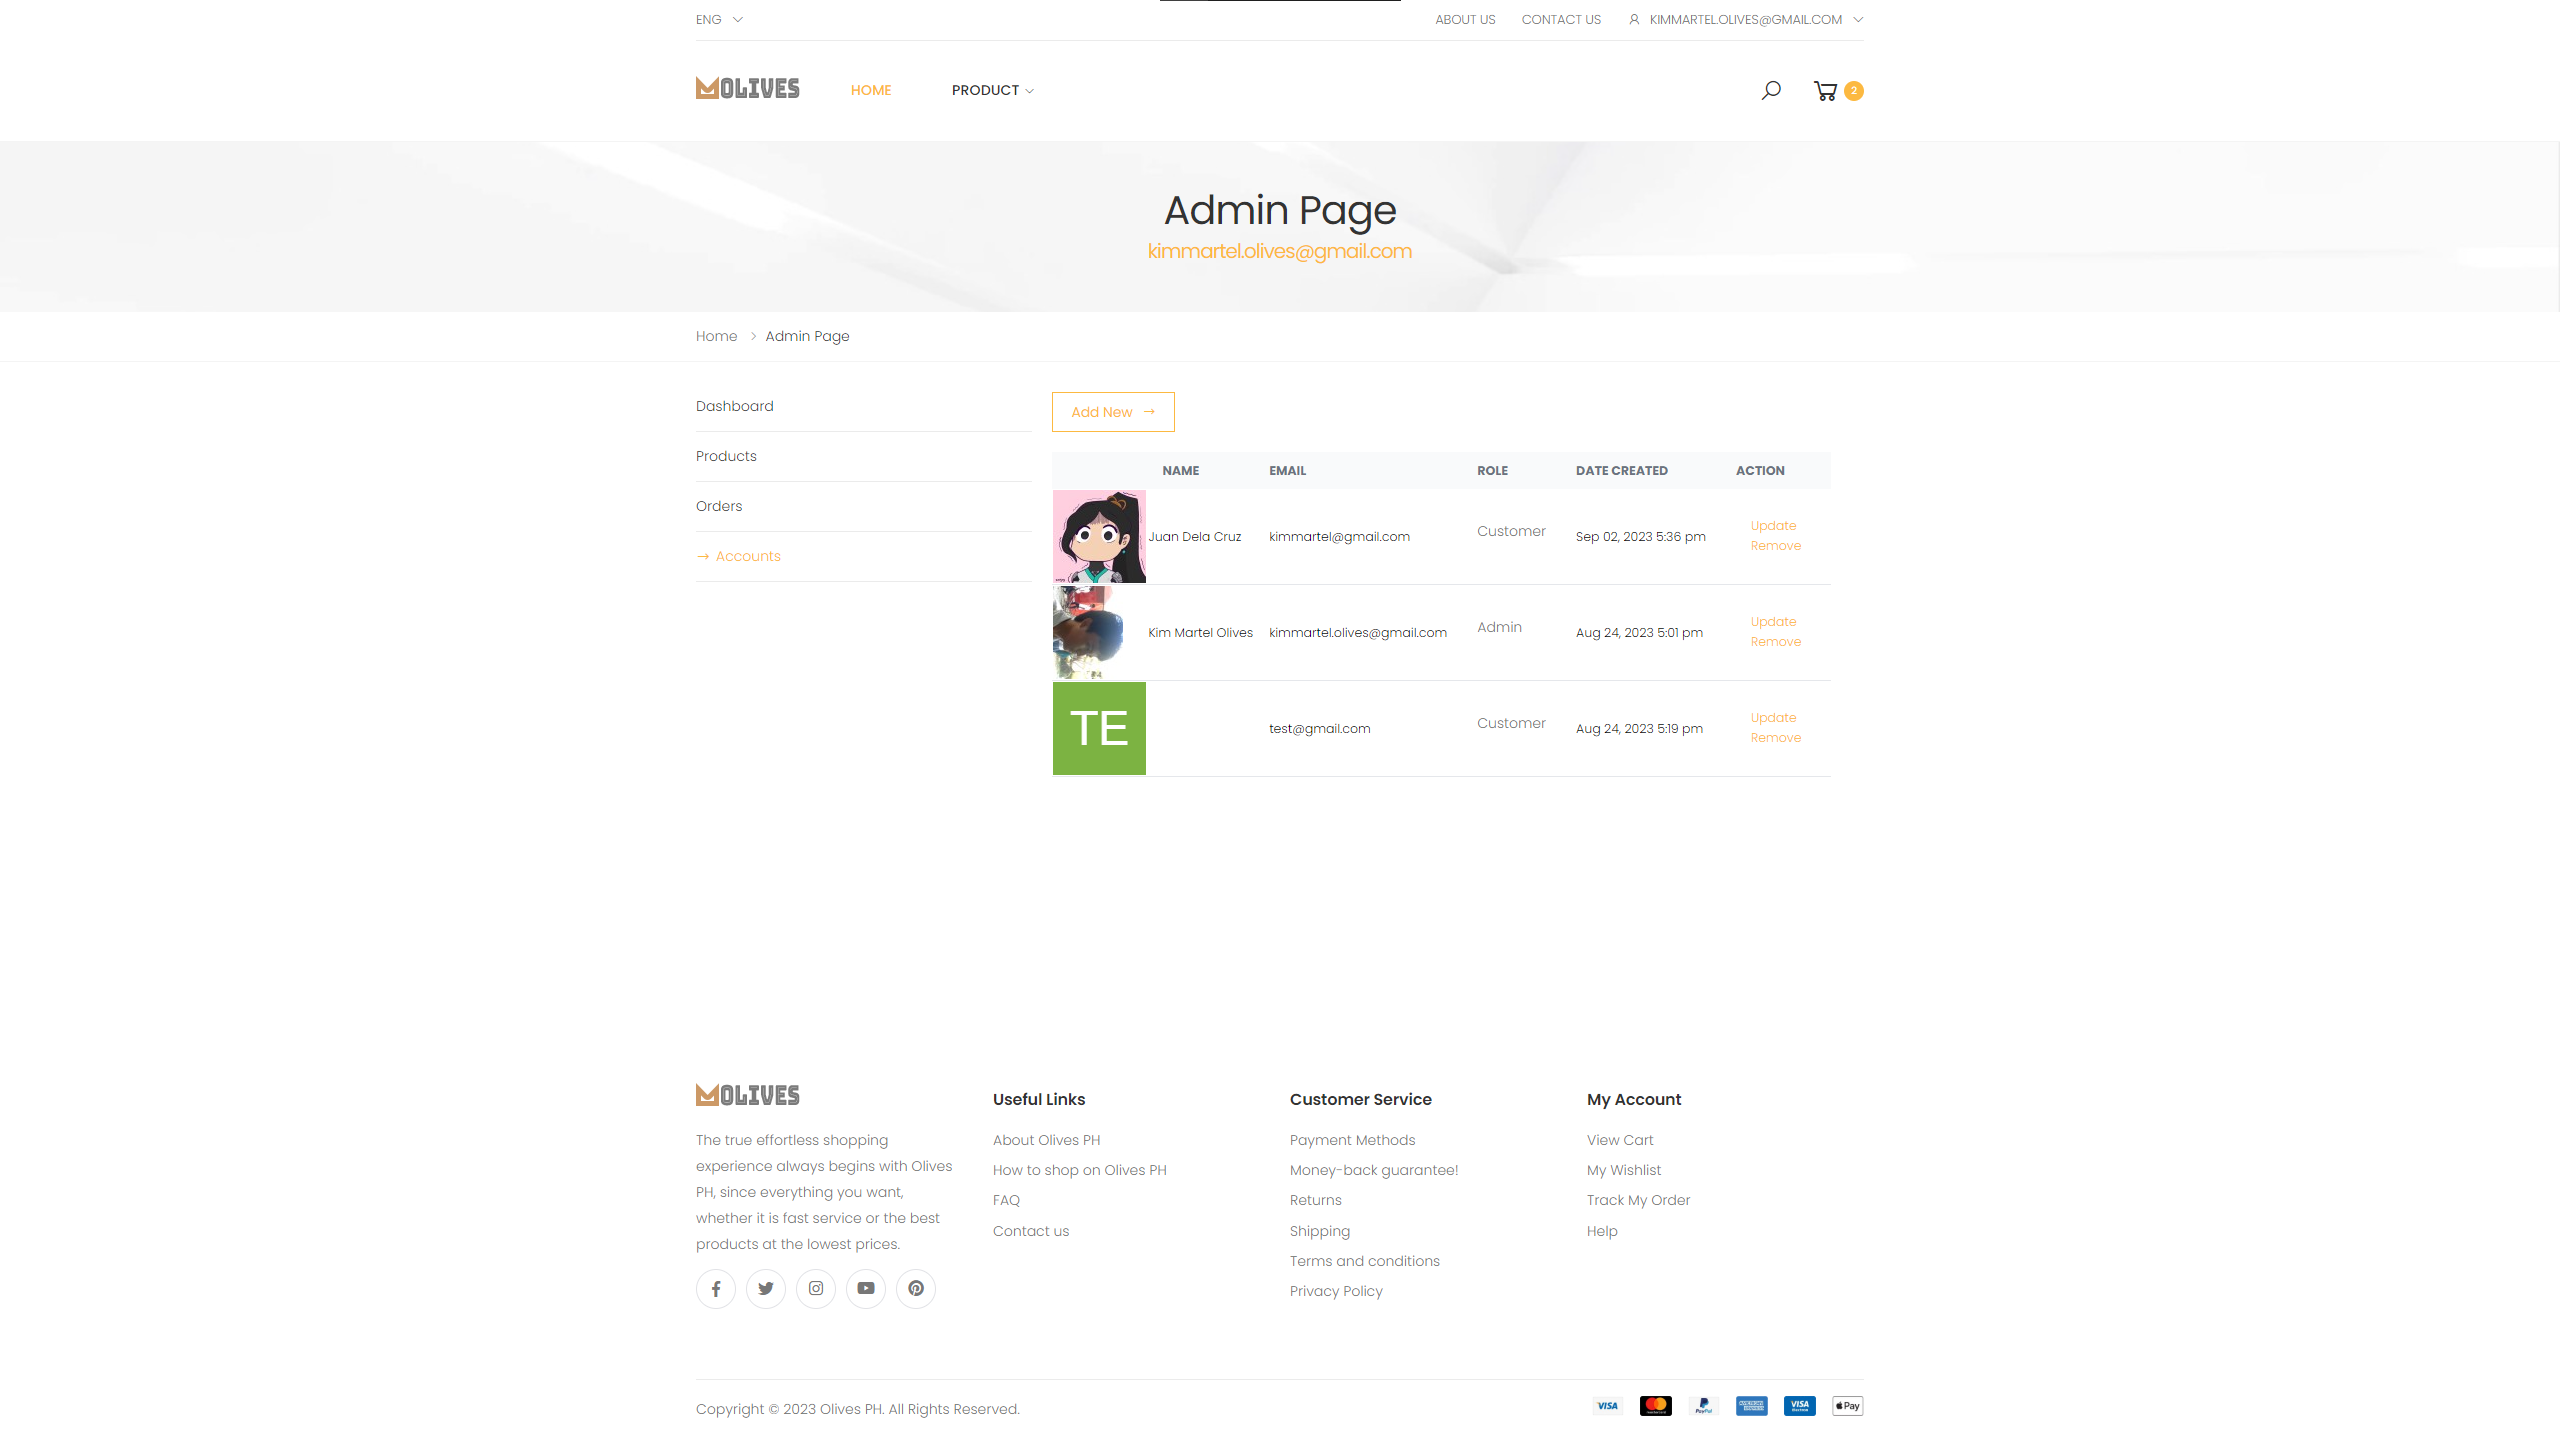 ENG
ABOUT US
CONTACT US
KIMMARTEL.OLIVES@GMAIL.COM
MOLIVES
HOME
PRODUCT
2
Admin Page
kimmartel.olives@gmail.com
Home
Admin Page
Dashboard
Products
Orders
Accounts
Add New
NAME EMAIL ROLE DATE CREATED ACTION
Juan Dela Cruz kimmartel@gmail.com Customer Sep 02, 2023 5:36 pm Update
Remove
Kim Martel Olives kimmartel.olives@gmail.com Admin Aug 24, 2023 5:01 pm Update
Remove
TE test@gmail.com Customer Aug 24, 2023 5:19 pm Update
Remove
MOLIVES
The true effortless shopping
experience always begins with Olives
PH, since everything you want,
whether it is fast service or the best
products at the lowest prices.
Useful Links
About Olives PH
How to shop on Olives PH
FAQ
Contact us
Customer Service
Payment Methods
Money-back guarantee!
Returns
Shipping
Terms and conditions
Privacy Policy
My Account
View Cart
My Wishlist
Track My Order
Help
Copyright © 2023 Olives PH. All Rights Reserved.
VISA
PayPal
VISA
Pay